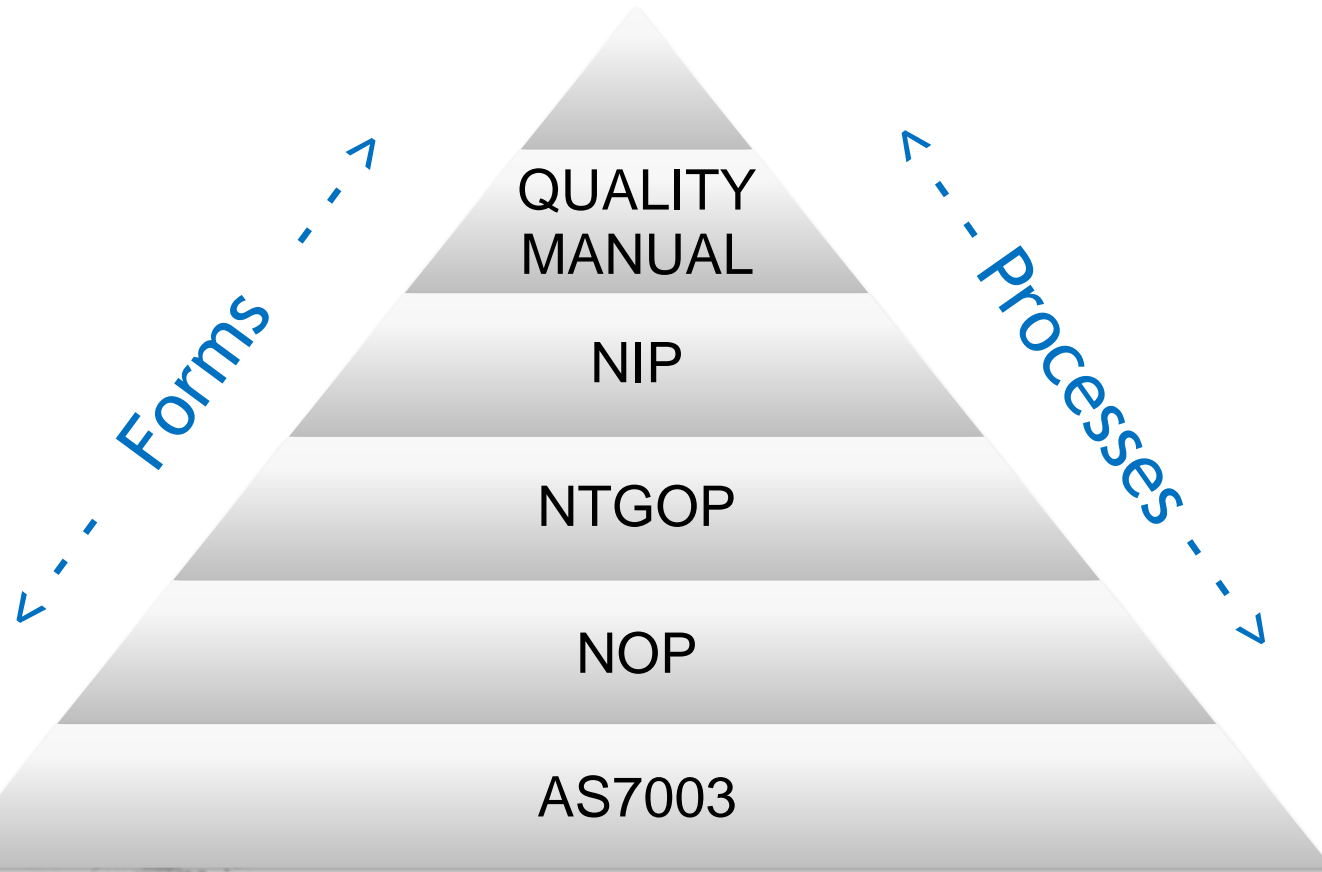 QUALITY
MANUAL
< - - Forms - - >
< - - - Processes - - - >
NIP
NTGOP
NOP
AS7003